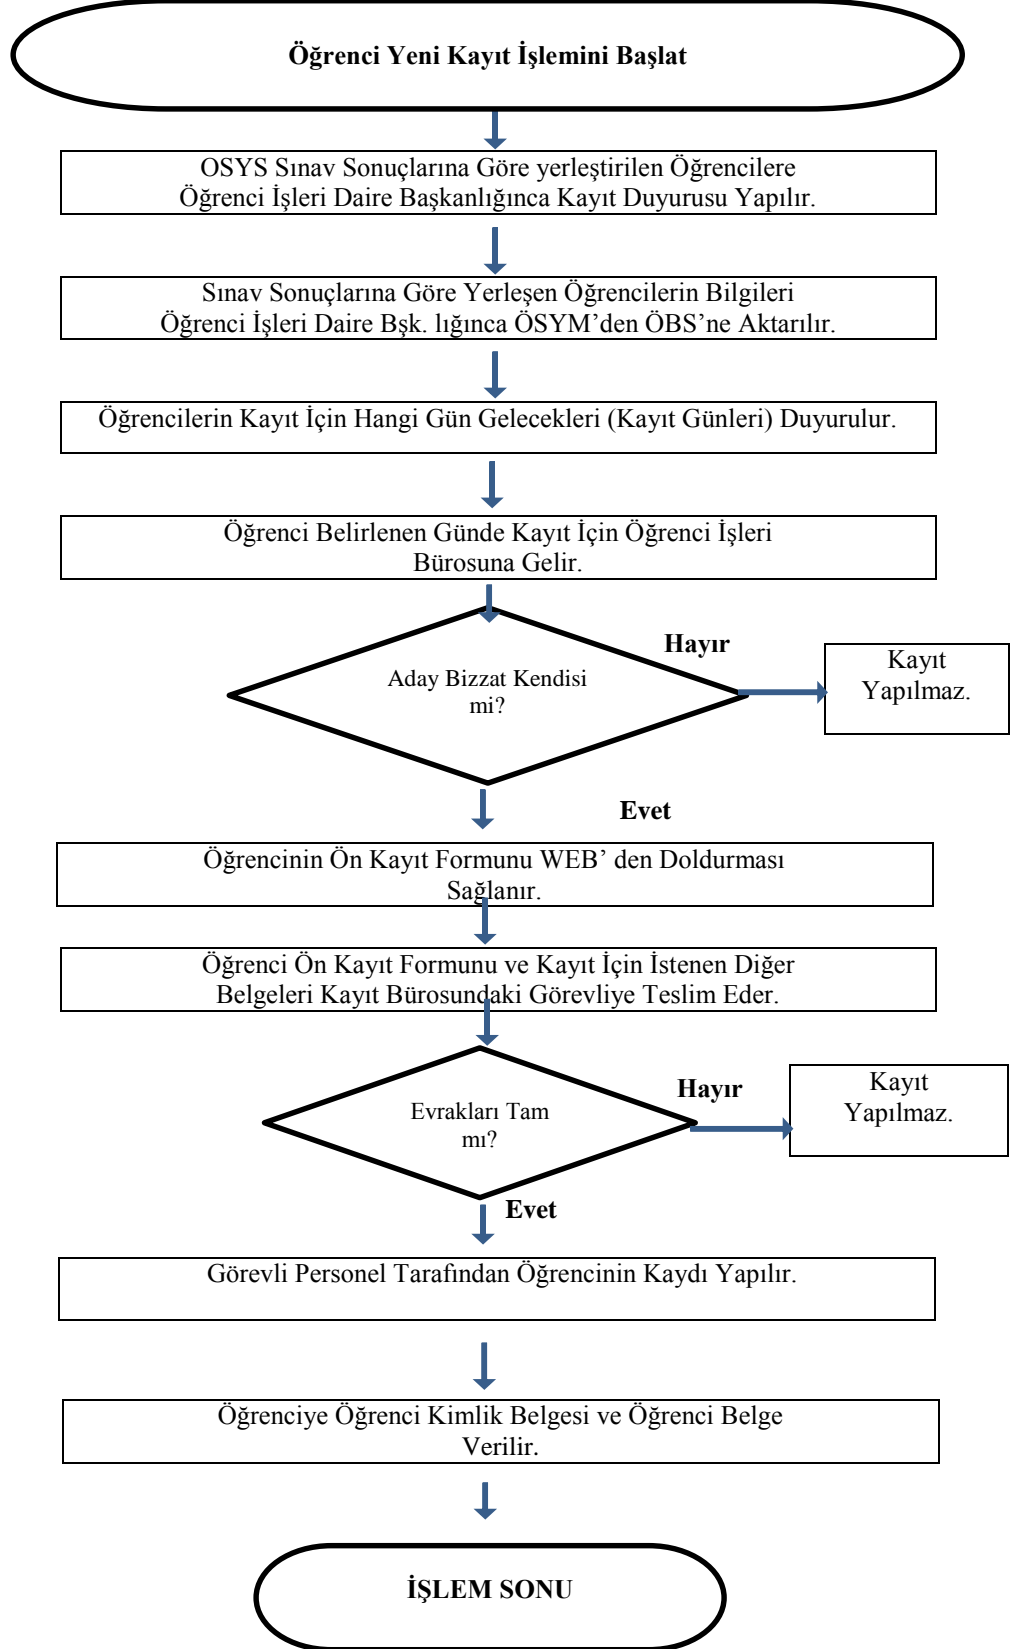 Öğrenci Yeni Kayıt İşlemini Başlat
OSYS Sınav Sonuçlarına Göre yerleştirilen Öğrencilere
Öğrenci İşleri Daire Başkanlığınca Kayıt Duyurusu Yapılır.
Sınav Sonuçlarına Göre Yerleşen Öğrencilerin Bilgileri
Öğrenci İşleri Daire Bşk. lığınca ÖSYM’den ÖBS’ne Aktarılır.
Öğrencilerin Kayıt İçin Hangi Gün Gelecekleri (Kayıt Günleri) Duyurulur.
Öğrenci Belirlenen Günde Kayıt İçin Öğrenci İşleri
Bürosuna Gelir.
Hayır
Aday Bizzat Kendisi
mi?
Kayıt
Yapılmaz.
Evet
Öğrencinin Ön Kayıt Formunu WEB’ den Doldurması
Sağlanır.
Öğrenci Ön Kayıt Formunu ve Kayıt İçin İstenen Diğer
Belgeleri Kayıt Bürosundaki Görevliye Teslim Eder.
Hayır
Evrakları Tam
mı?
Kayıt
Yapılmaz.
Evet
Görevli Personel Tarafından Öğrencinin Kaydı Yapılır.
Öğrenciye Öğrenci Kimlik Belgesi ve Öğrenci Belge
Verilir.
İŞLEM SONU